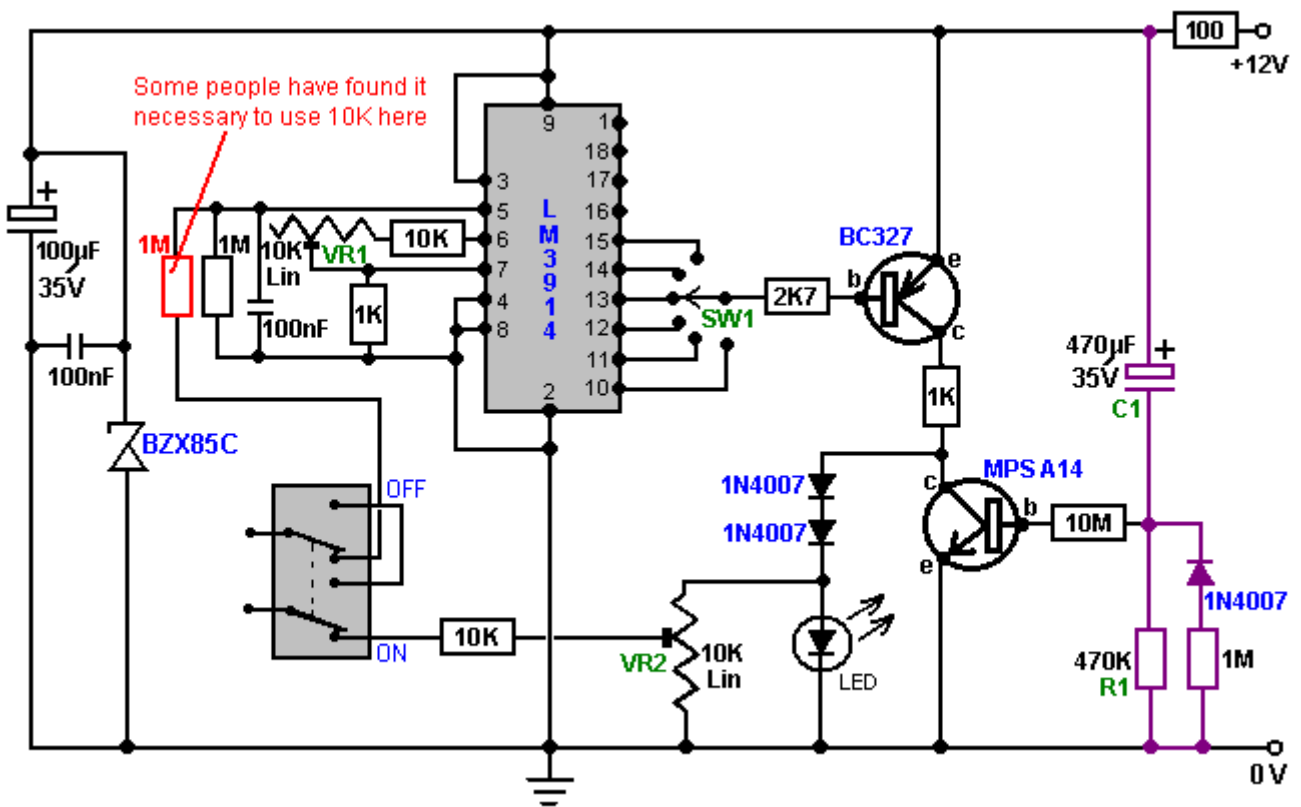 100
+12V
Some people have found it
necessary to use 10K here
9
1
18
17
16
15
14
13
12
11
10
3
5
6
7
4
8
2
L
M
3
9
1
4
+
100µF
35V
1M
1M
10K
Lin
VR1
10K
100nF
1K
100nF
SW1
2K7
BC327
b
e
c
1K
470µF
35V
+
C1
BZX85C
OFF
ON
1N4007
1N4007
MPSA14
c
b
e
10M
1N4007
10K
VR2
10K
Lin
LED
470K
R1
1M
0V